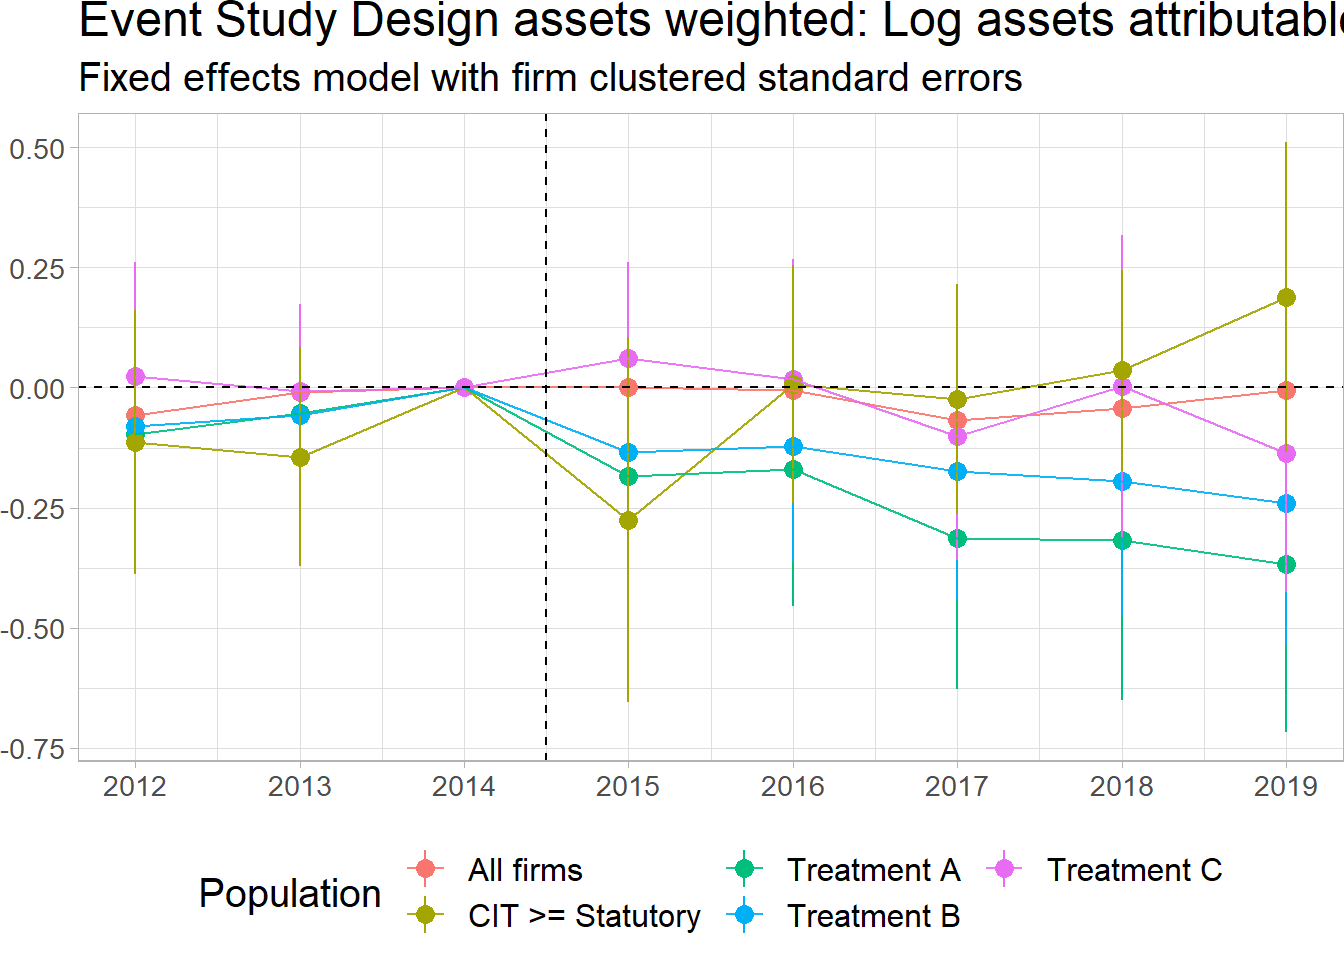 Event Study Design assets weighted: Log assets attributable
Fixed effects model with firm clustered standard errors
0.50
0.25
0.00
-0.25
-0.50
-0.75
2012 2013 2014 2015 2016 2017 2018 2019
Population
All firms Treatment A Treatment C
CIT >= Statutory Treatment B